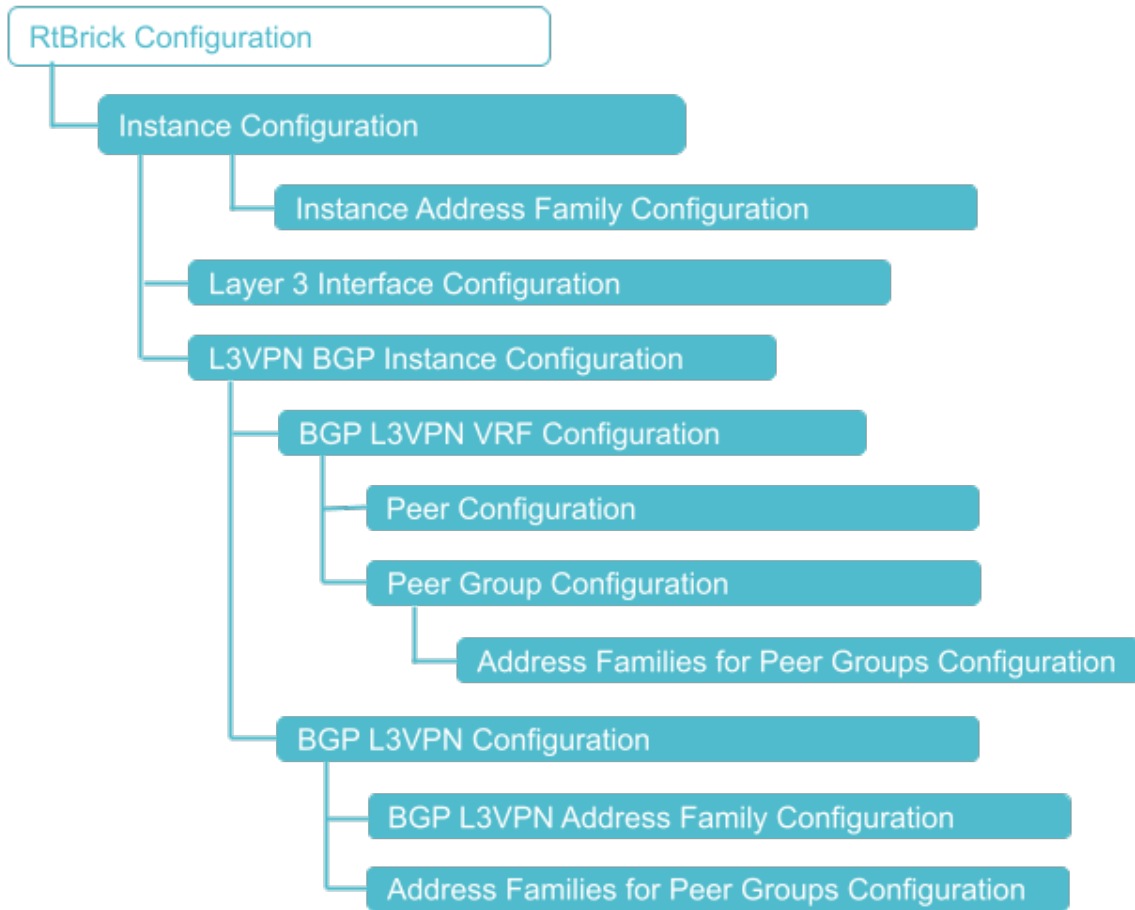 RtBrick Configuration
Instance Configuration
Instance Address Family Configuration
Layer 3 Interface Configuration
L3VPN BGP Instance Configuration
BGP L3VPN VRF Configuration
Peer Configuration
Peer Group Configuration
Address Families for Peer Groups Configuration
BGP L3VPN Configuration
BGP L3VPN Address Family Configuration
Address Families for Peer Groups Configuration